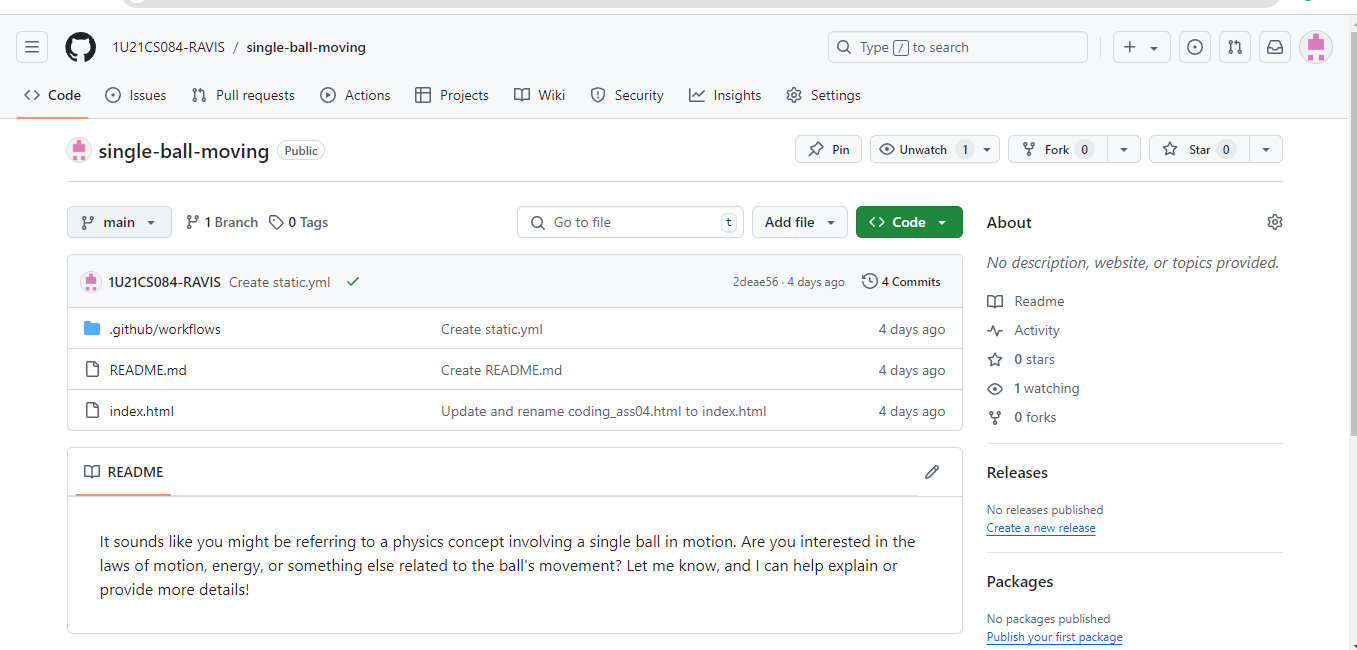 1U21CS084-RAVIS / single-ball-moving
Type / to search
Code Issues Pull requests Actions Projects Wiki Security Insights Settings
single-ball-moving Public
Pin Unwatch 1 Fork 0 Star 0
main 1 Branch 0 Tags
Go to file t Add file Code
1U21CS084-RAVIS Create static.yml 2deae56 · 4 days ago 4 Commits
.github/workflows Create static.yml 4 days ago
README.md Create README.md 4 days ago
index.html Update and rename coding_ass04.html to index.html 4 days ago
README
It sounds like you might be referring to a physics concept involving a single ball in motion. Are you interested in the
laws of motion, energy, or something else related to the ball's movement? Let me know, and I can help explain or
provide more details!
About
No description, website, or topics provided.
Readme
Activity
0 stars
1 watching
0 forks
Releases
No releases published
Create a new release
Packages
No packages published
Publish your first package